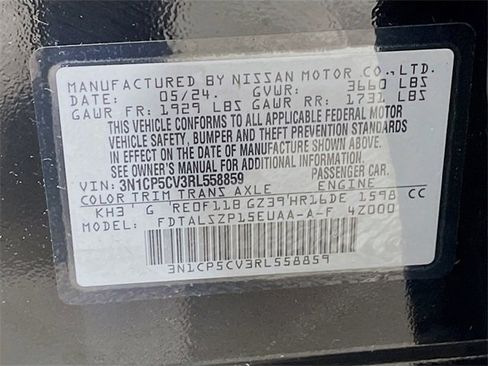 MANUFACTURED BY NISSAN MOTOR CO., LTD.
DATE: 05/24. GVWR: 3660 LBS
GAWR FR: 1929 LBS GAWR RR: 1731 LBS
THIS VEHICLE CONFORMS TO ALL APPLICABLE FEDERAL MOTOR
VEHICLE SAFETY, BUMPER AND THEFT PREVENTION STANDARDS
IN EFFECT ON THE DATE OF MANUFACTURE SHOWN ABOVE.
SEE OWNER'S MANUAL FOR ADDITIONAL INFO. PASSENGER CAR
VIN: 3N1CP5CV3RL558859
COLOR TRIM TRANS AXLE ENGINE
KH3 G RE0F11B GZ39 HR16DE 1598 CC
MODEL: FDTALSZP15EUAA-A-F 4Z000
3N1CP5CV3RL558859